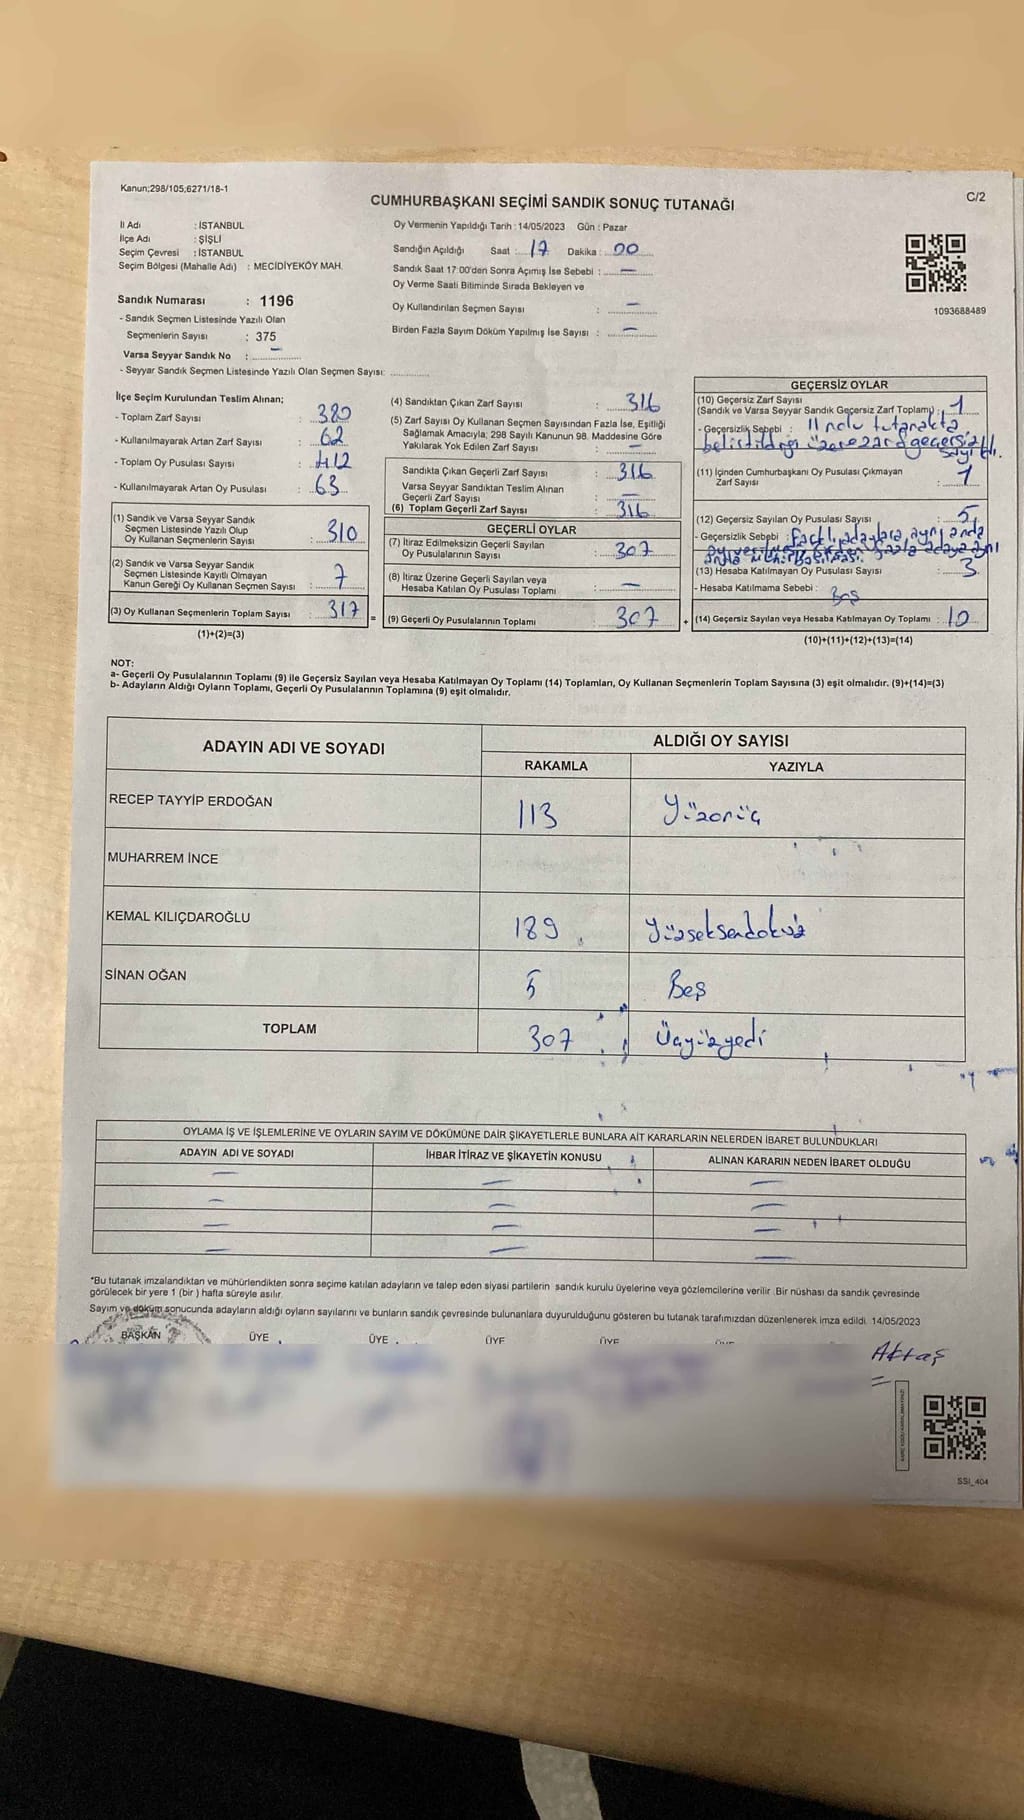 Kanun;298/105;6271/18-1
CUMHURBAŞKANI SEÇİMİ SANDIK SONUÇ TUTANAĞI
C/2
İl Adı : İSTANBUL
İlçe Adı : ŞİŞLİ
Seçim Çevresi : İSTANBUL
Seçim Bölgesi (Mahalle Adı) : MECİDİYEKÖY MAH.
Sandık Numarası : 1196
- Sandık Seçmen Listesinde Yazılı Olan
Seçmenlerin Sayısı : 375
Varsa Seyyar Sandık No : –
- Seyyar Sandık Seçmen Listesinde Yazılı Olan Seçmen Sayısı: ............
Oy Vermenin Yapıldığı Tarih : 14/05/2023 Gün : Pazar
Sandığın Açıldığı Saat : 17 Dakika : 00
Sandık Saat 17:00'den Sonra Açımış İse Sebebi : –
Oy Verme Saati Bitiminde Sırada Bekleyen ve
Oy Kullandırılan Seçmen Sayısı : –
Birden Fazla Sayım Döküm Yapılmış İse Sayısı : –
1093688489
İlçe Seçim Kurulundan Teslim Alınan;
- Toplam Zarf Sayısı : 380
- Kullanılmayarak Artan Zarf Sayısı : 62
- Toplam Oy Pusulası Sayısı : 412
- Kullanılmayarak Artan Oy Pusulası : 63
(1) Sandık ve Varsa Seyyar Sandık
Seçmen Listesinde Yazılı Olup
Oy Kullanan Seçmenlerin Sayısı : 310
(2) Sandık ve Varsa Seyyar Sandık
Seçmen Listesinde Kayıtlı Olmayan
Kanun Gereği Oy Kullanan Seçmen Sayısı : 7
(3) Oy Kullanan Seçmenlerin Toplam Sayısı : 317 =
(1)+(2)=(3)
(4) Sandıktan Çıkan Zarf Sayısı : 316
(5) Zarf Sayısı Oy Kullanan Seçmen Sayısından Fazla İse, Eşitliği
Sağlamak Amacıyla; 298 Sayılı Kanunun 98. Maddesine Göre
Yakılarak Yok Edilen Zarf Sayısı : –
Sandıkta Çıkan Geçerli Zarf Sayısı : 316
Varsa Seyyar Sandıktan Teslim Alınan
Geçerli Zarf Sayısı : –
(6) Toplam Geçerli Zarf Sayısı : 316
GEÇERLİ OYLAR
(7) İtiraz Edilmeksizin Geçerli Sayılan
Oy Pusulalarının Sayısı : 307
(8) İtiraz Üzerine Geçerli Sayılan veya
Hesaba Katılan Oy Pusulası Toplamı : –
(9) Geçerli Oy Pusulalarının Toplamı 307 +
GEÇERSİZ OYLAR
(10) Geçersiz Zarf Sayısı
(Sandık ve Varsa Seyyar Sandık Geçersiz Zarf Toplamı) : 1
- Geçersizlik Sebebi : 11 nolu tutanakta
belirtildiği üzere zarf geçersiz
sayıldı.
(11) İçinden Cumhurbaşkanı Oy Pusulası Çıkmayan
Zarf Sayısı : 1
(12) Geçersiz Sayılan Oy Pusulası Sayısı : 5
- Geçersizlik Sebebi : Farklı adaylara aynı anda
(13) Hesaba Katılmayan Oy Pusulası Sayısı : 3
- Hesaba Katılmama Sebebi : Boş
(14) Geçersiz Sayılan veya Hesaba Katılmayan Oy Toplamı : 10
(10)+(11)+(12)+(13)=(14)
NOT:
a- Geçerli Oy Pusulalarının Toplamı (9) ile Geçersiz Sayılan veya Hesaba Katılmayan Oy Toplamı (14) Toplamları, Oy Kullanan Seçmenlerin Toplam Sayısına (3) eşit olmalıdır. (9)+(14)=(3)
b- Adayların Aldığı Oyların Toplamı, Geçerli Oy Pusulalarının Toplamına (9) eşit olmalıdır.
ADAYIN ADI VE SOYADI ALDIĞI OY SAYISI
RAKAMLA YAZIYLA
RECEP TAYYİP ERDOĞAN 113 Yüzonüç
MUHARREM İNCE
KEMAL KILIÇDAROĞLU 189 Yüzseksendokuz
SİNAN OĞAN 5 Beş
TOPLAM 307 Üçyüzyedi
OYLAMA İŞ VE İŞLEMLERİNE VE OYLARIN SAYIM VE DÖKÜMÜNE DAİR ŞİKAYETLERLE BUNLARA AİT KARARLARIN NELERDEN İBARET BULUNDUKLARI
ADAYIN ADI VE SOYADI İHBAR İTİRAZ VE ŞİKAYETİN KONUSU ALINAN KARARIN NEDEN İBARET OLDUĞU
– – –
– – –
– – –
– – –
*Bu tutanak imzalandıktan ve mühürlendikten sonra seçime katılan adayların ve talep eden siyasi partilerin sandık kurulu üyelerine veya gözlemcilerine verilir. Bir nüshası da sandık çevresinde
görülecek bir yere 1 (bir ) hafta süreyle asılır.
Sayım ve döküm sonucunda adayların aldığı oyların sayılarını ve bunların sandık çevresinde bulunanlara duyurulduğunu gösteren bu tutanak tarafımızdan düzenlenerek imza edildi. 14/05/2023
BAŞKAN ÜYE ÜYE ÜYE ÜYE ÜYE
Aktaş
SSI_404